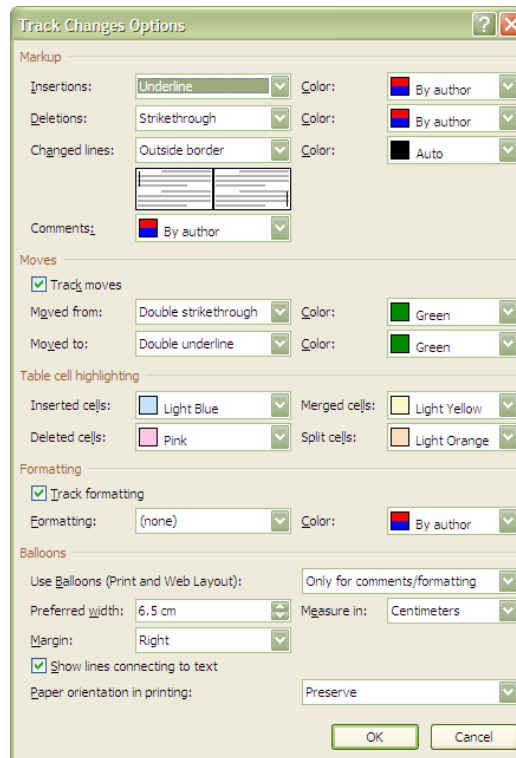 Track Changes Options
Markup
Insertions: Underline Color: By author
Deletions: Strikethrough Color: By author
Changed lines: Outside border Color: Auto
Comments: By author
Moves
Track moves
Moved from: Double strikethrough Color: Green
Moved to: Double underline Color: Green
Table cell highlighting
Inserted cells: Light Blue Merged cells: Light Yellow
Deleted cells: Pink Split cells: Light Orange
Formatting
Track formatting
Formatting: (none) Color: By author
Balloons
Use Balloons (Print and Web Layout): Only for comments/formatting
Preferred width: 6.5 cm Measure in: Centimeters
Margin: Right
Show lines connecting to text
Paper orientation in printing: Preserve
OK Cancel